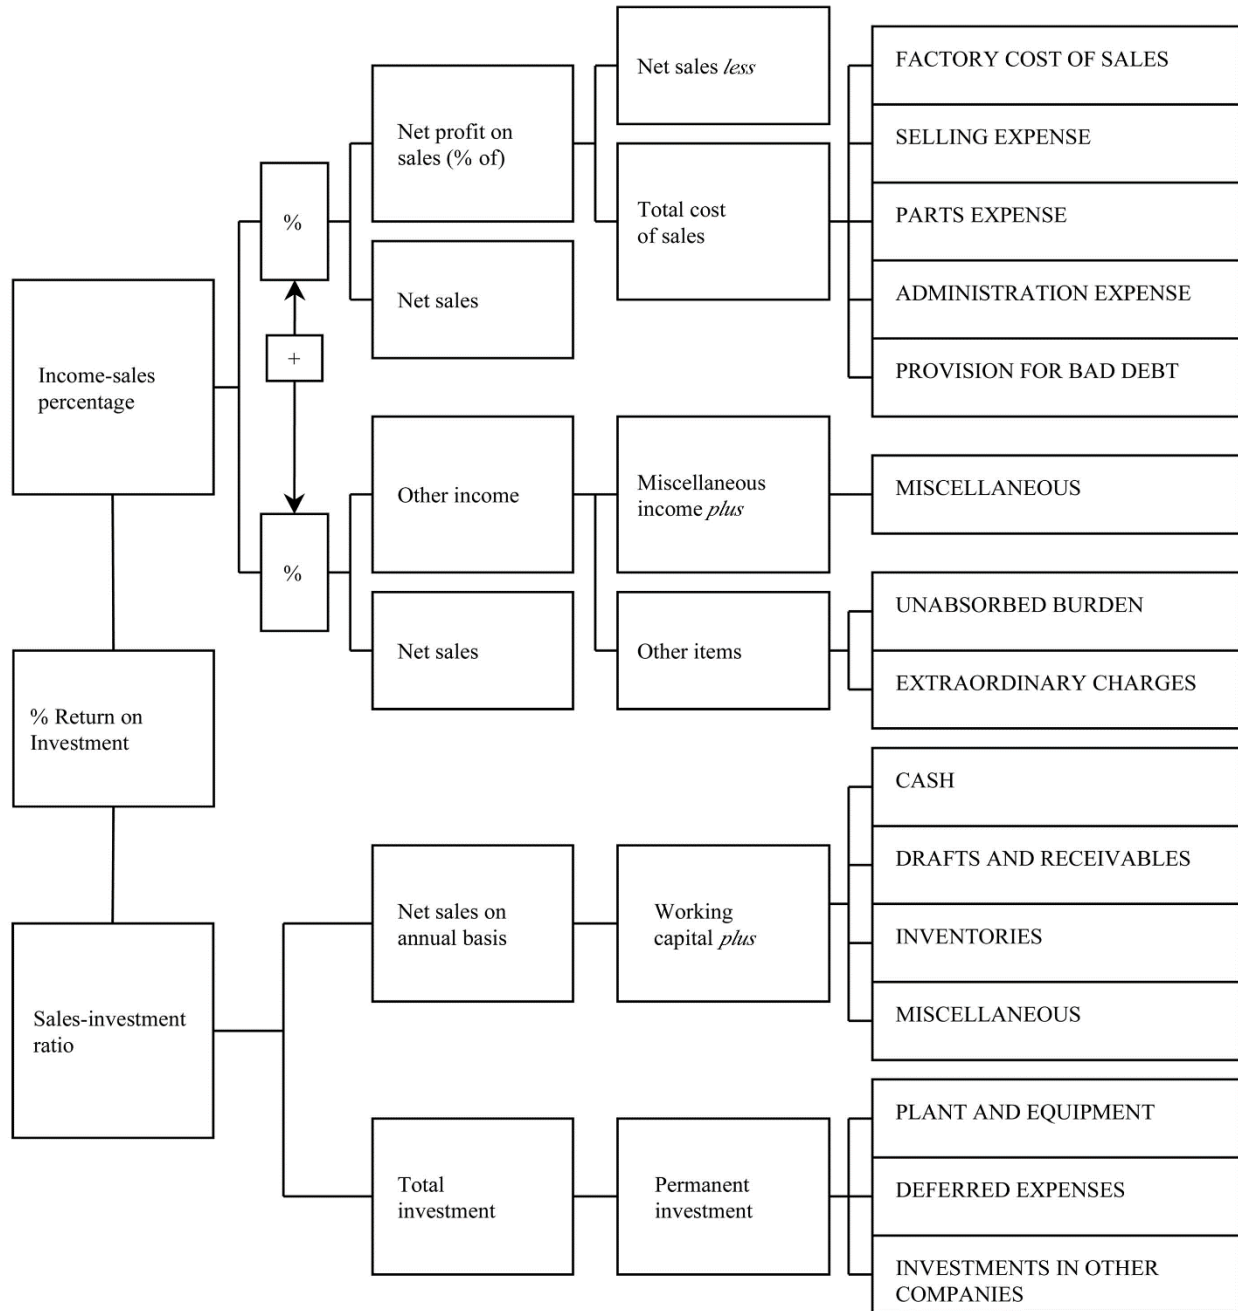 Income-sales
percentage
% Return on
Investment
Sales-investment
ratio
%
+
%
Net profit on
sales (% of)
Net sales
Other income
Net sales
Net sales on
annual basis
Total
investment
Net sales less
Total cost
of sales
Miscellaneous
income plus
Other items
Working
capital plus
Permanent
investment
FACTORY COST OF SALES
SELLING EXPENSE
PARTS EXPENSE
ADMINISTRATION EXPENSE
PROVISION FOR BAD DEBT
MISCELLANEOUS
UNABSORBED BURDEN
EXTRAORDINARY CHARGES
CASH
DRAFTS AND RECEIVABLES
INVENTORIES
MISCELLANEOUS
PLANT AND EQUIPMENT
DEFERRED EXPENSES
INVESTMENTS IN OTHER
COMPANIES